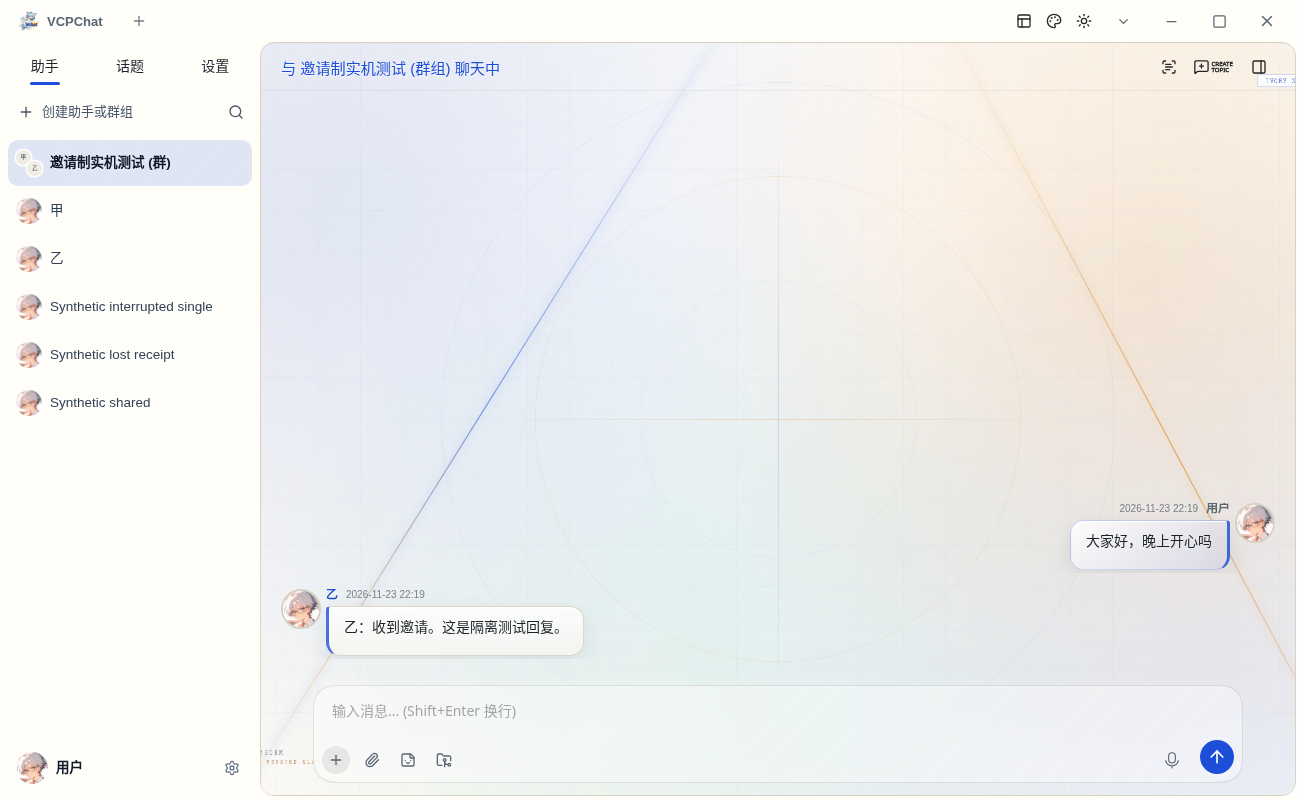 VCPChat
助手 话题 设置
与 邀请制实机测试 (群组) 聊天中
CREATE
TOPIC
创建助手或群组
甲
乙
邀请制实机测试 (群)
甲
乙
Synthetic interrupted single
Synthetic lost receipt
Synthetic shared
2026-11-23 22:19 用户
大家好，晚上开心吗
乙 2026-11-23 22:19
乙：收到邀请。这是隔离测试回复。
输入消息... (Shift+Enter 换行)
用户